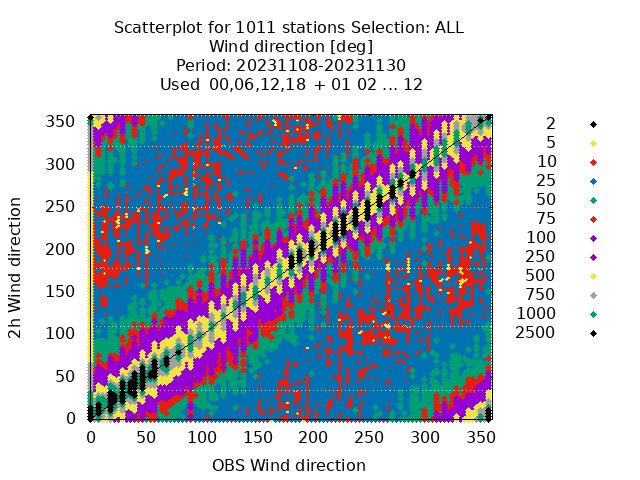 Scatterplot for 1011 stations Selection: ALL
Wind direction [deg]
Period: 20231108-20231130
Used 00,06,12,18 + 01 02 ... 12
350
300
250
200
150
100
50
0
2h Wind direction
0 50 100 150 200 250 300 350
OBS Wind direction
2
5
10
25
50
75
100
250
500
750
1000
2500